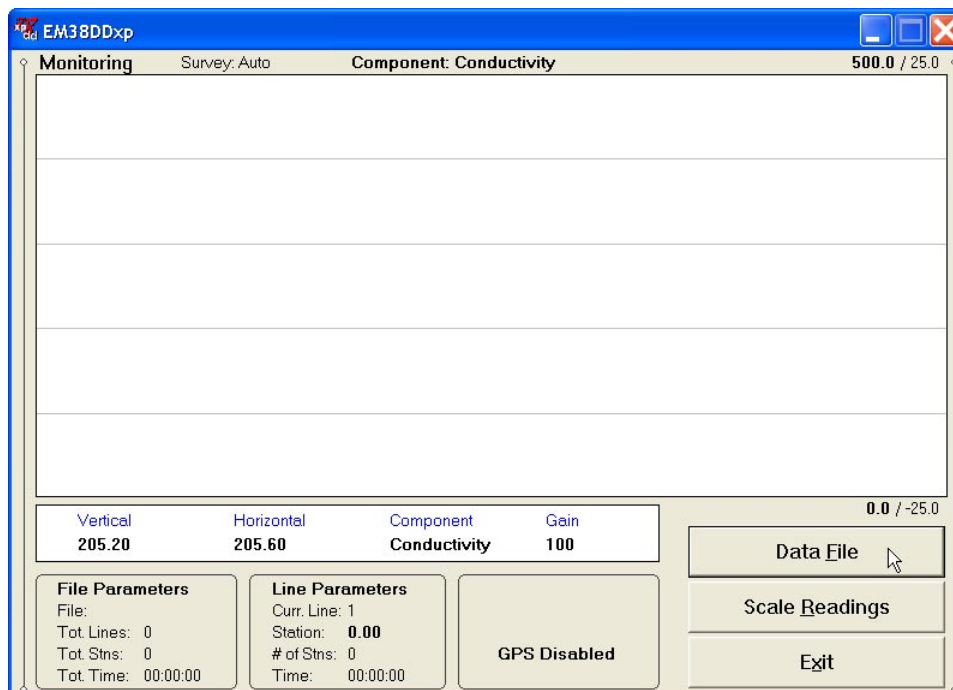 EM38DDxp
Monitoring Survey: Auto Component: Conductivity 500.0 / 25.0
0.0 / -25.0
Vertical Horizontal Component Gain
205.20 205.60 Conductivity 100
Data File
Scale Readings
Exit
File Parameters
File:
Tot. Lines: 0
Tot. Stns: 0
Tot. Time: 00:00:00
Line Parameters
Curr. Line: 1
Station: 0.00
# of Stns: 0
Time: 00:00:00
GPS Disabled